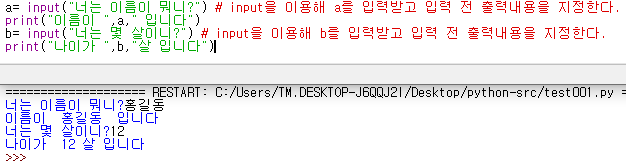 a= input("너는 이름이 뭐니?") # input을 이용해 a를 입력받고 입력 전 출력내용을 지정한다.
print("이름이 ",a," 입니다")
b= input("너는 몇 살이니?") # input을 이용해 b를 입력받고 입력 전 출력내용을 지정한다.
print("나이가 ",b,"살 입니다")
==================== RESTART: C:/Users/TM.DESKTOP-J6QQJ2I/Desktop/python-src/test001.py =
너는 이름이 뭐니?홍길동
이름이  홍길동  입니다
너는 몇 살이니?12
나이가  12 살 입니다
>>>